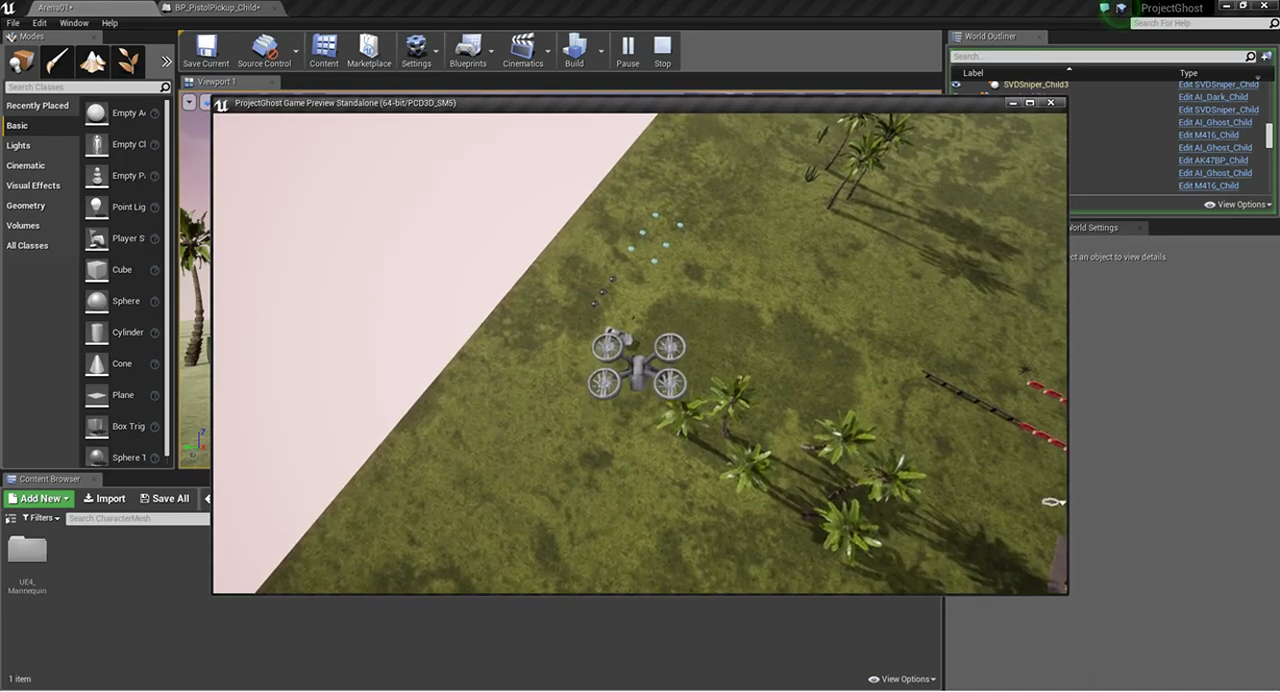 Arena01*
BP_PistolPickup_Child*
ProjectGhost
File Edit Window Help
Search For Help
Modes
Search Classes
Recently Placed
Basic
Lights
Cinematic
Visual Effects
Geometry
Volumes
All Classes
Empty
Empty
Empty
Point Lig
Player S
Cube
Sphere
Cylinder
Cone
Plane
Box Trig
Sphere
Save Current
Source Control
Content
Marketplace
Settings
Blueprints
Cinematics
Build
Pause
Stop
Viewport 1
ProjectGhost Game Preview Standalone (64-bit/PCD3D_SM5)
World Outliner
Search...
Label Type
SVDSniper_Child3 Edit SVDSniper_Child
Edit AI_Dark_Child
Edit SVDSniper_Child
Edit AI_Ghost_Child
Edit M416_Child
Edit AI_Ghost_Child
Edit AK47BP_Child
Edit AI_Ghost_Child
Edit M416_Child
View Options
World Settings
ct an object to view details.
Content Browser
Add New Import Save All
Filters Search CharacterMesh
UE4_
Mannequin
1 item
View Options